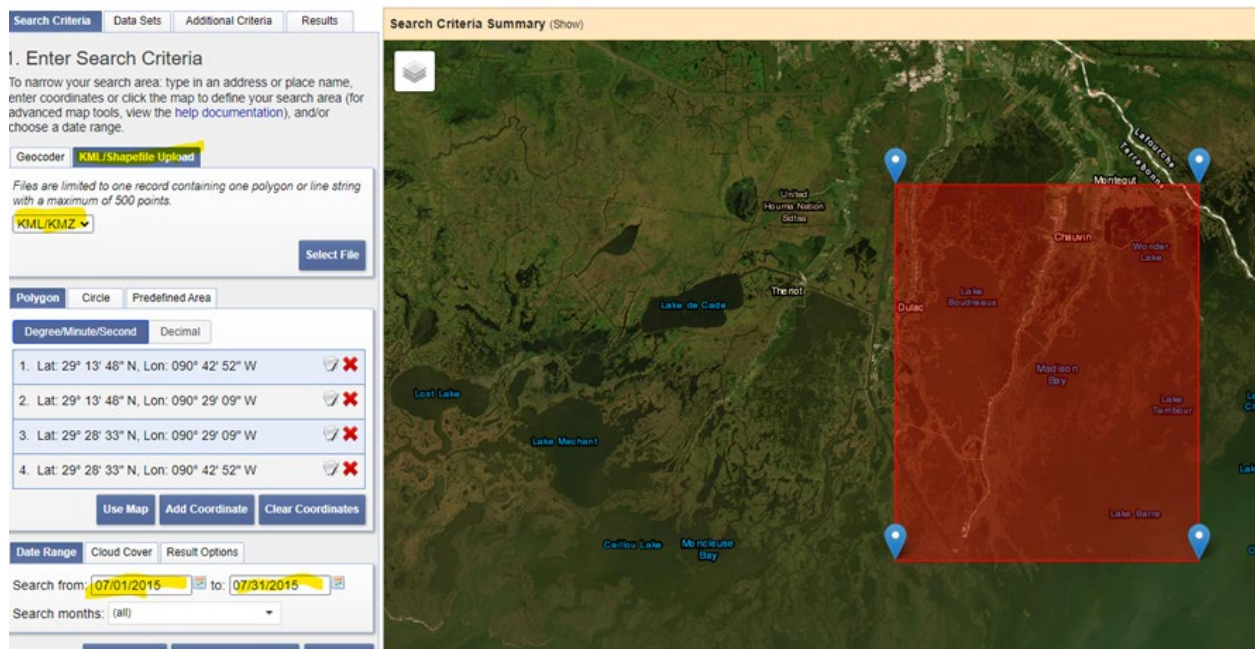 Search Criteria
Data Sets
Additional Criteria
Results
1. Enter Search Criteria
To narrow your search area: type in an address or place name,
enter coordinates or click the map to define your search area (for
advanced map tools, view the help documentation), and/or
choose a date range.
Geocoder
KML/Shapefile Upload
Files are limited to one record containing one polygon or line string
with a maximum of 500 points.
KML/KMZ
Select File
Polygon
Circle
Predefined Area
Degree/Minute/Second
Decimal
1. Lat: 29° 13' 48" N, Lon: 090° 42' 52" W
2. Lat: 29° 13' 48" N, Lon: 090° 29' 09" W
3. Lat: 29° 28' 33" N, Lon: 090° 29' 09" W
4. Lat: 29° 28' 33" N, Lon: 090° 42' 52" W
Use Map
Add Coordinate
Clear Coordinates
Date Range
Cloud Cover
Result Options
Search from: 07/01/2015 to: 07/31/2015
Search months: (all)
Search Criteria Summary (Show)
Lafourche
Terrebonne
Montegut
United
Houma Nation
Sdtsa
Chauvin
Wonder
Lake
Theriot
Lake de Cade
Lake
Boudreaux
Dulac
Madison
Bay
Lost Lake
Lake
Tambour
Lake Mechant
Lake Barre
Caillou Lake
Moncleuse
Bay